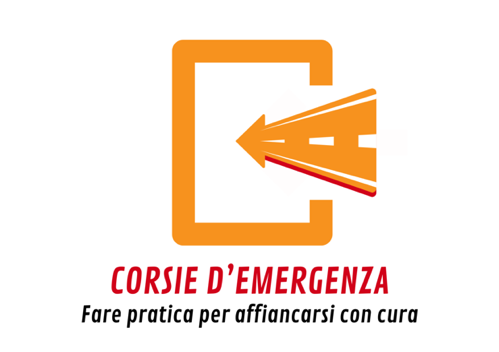 CORSIE D’EMERGENZA
Fare pratica per affiancarsi con cura